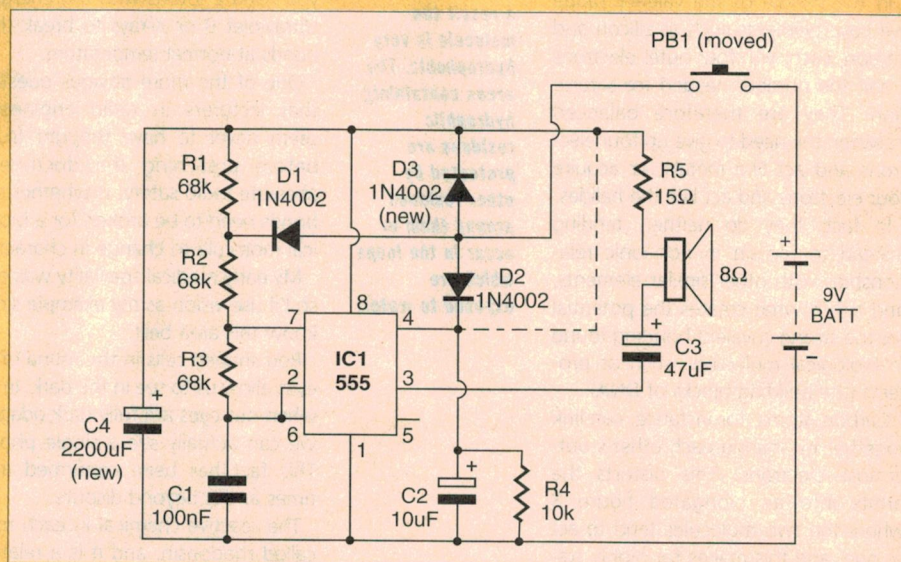 PB1 (moved)
R1
68k
D1
1N4002
D3
1N4002
(new)
R5
15Ω
R2
68k
8Ω
+
D2
1N4002
9V
BATT
-
8
7
4
R3
68k
IC1
555
2
3
+
C3
47uF
+
C4
2200uF
(new)
6
5
1
C1
100nF
+
C2
10uF
R4
10k